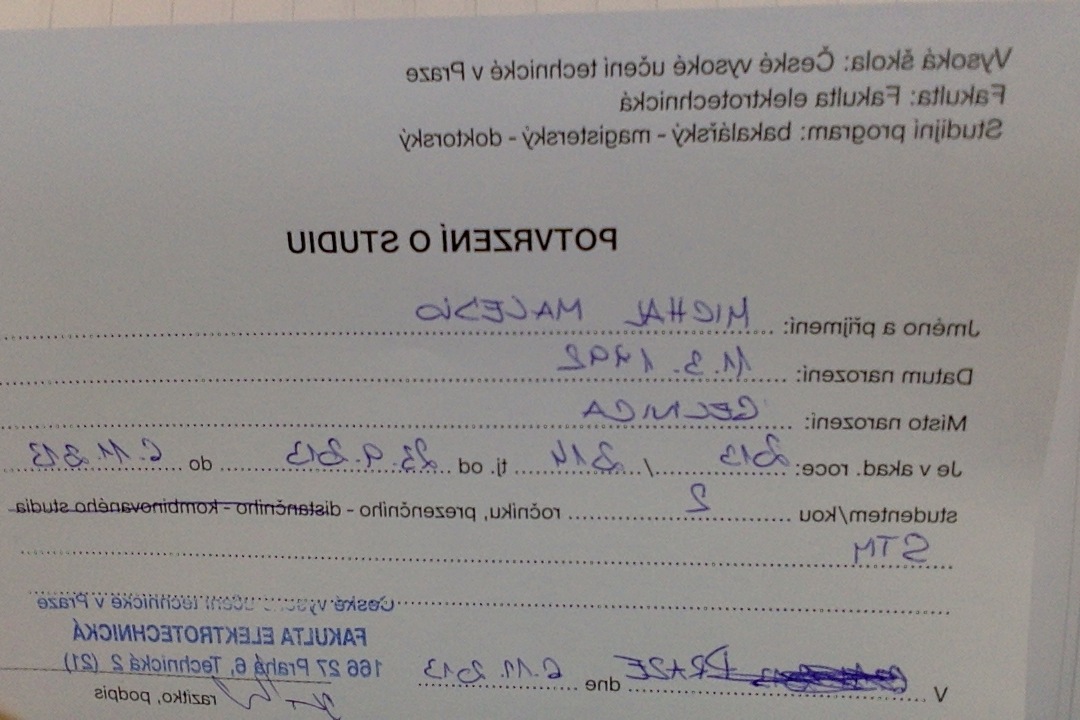 Vysoká škola: České vysoké učení technické v Praze
Fakulta: Fakulta elektrotechnická
Studijní program: bakalářský - magisterský - doktorský
POTVRZENÍ O STUDIU
Jméno a příjmení: MICHAL
Datum narození: 11. 3. 1992
Místo narození: GELNICA
Je v akad. roce: 2013 / 2014 tj. od 23. 9. 2013 do 6. 11. 2013
studentem/kou 2 ročníku, prezenčního - distančního - kombinovaného studia
STM
České vysoké učení technické v Praze
FAKULTA ELEKTROTECHNICKÁ
166 27 Praha 6, Technická 2 (21)
V PRAZE dne 6. 11. 2013
razítko, podpis